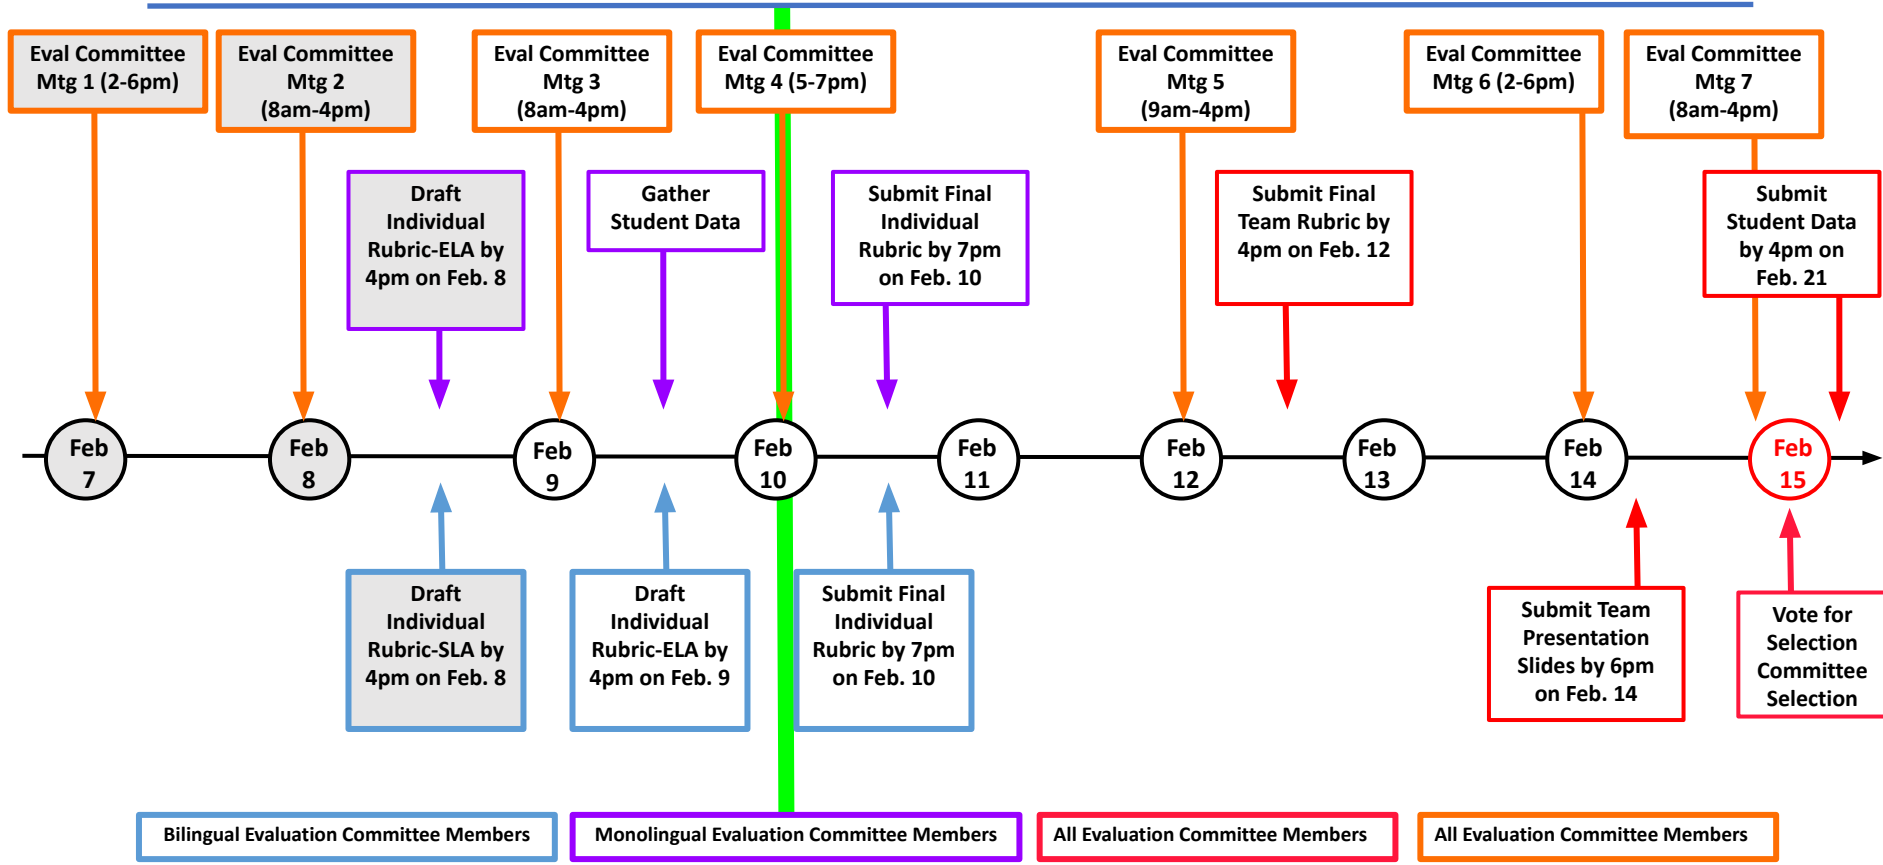 Eval Committee
Mtg 1 (2-6pm)
Eval Committee
Mtg 2
(8am-4pm)
Eval Committee
Mtg 3
(8am-4pm)
Eval Committee
Mtg 4 (5-7pm)
Eval Committee
Mtg 5
(9am-4pm)
Eval Committee
Mtg 6 (2-6pm)
Eval Committee
Mtg 7
(8am-4pm)
Draft
Individual
Rubric-ELA by
4pm on Feb. 8
Gather
Student Data
Submit Final
Individual
Rubric by 7pm
on Feb. 10
Submit Final
Team Rubric by
4pm on Feb. 12
Submit
Student Data
by 4pm on
Feb. 21
Feb
7
Feb
8
Feb
9
Feb
10
Feb
11
Feb
12
Feb
13
Feb
14
Feb
15
Draft
Individual
Rubric-SLA by
4pm on Feb. 8
Draft
Individual
Rubric-ELA by
4pm on Feb. 9
Submit Final
Individual
Rubric by 7pm
on Feb. 10
Submit Team
Presentation
Slides by 6pm
on Feb. 14
Vote for
Selection
Committee
Selection
Bilingual Evaluation Committee Members
Monolingual Evaluation Committee Members
All Evaluation Committee Members
All Evaluation Committee Members